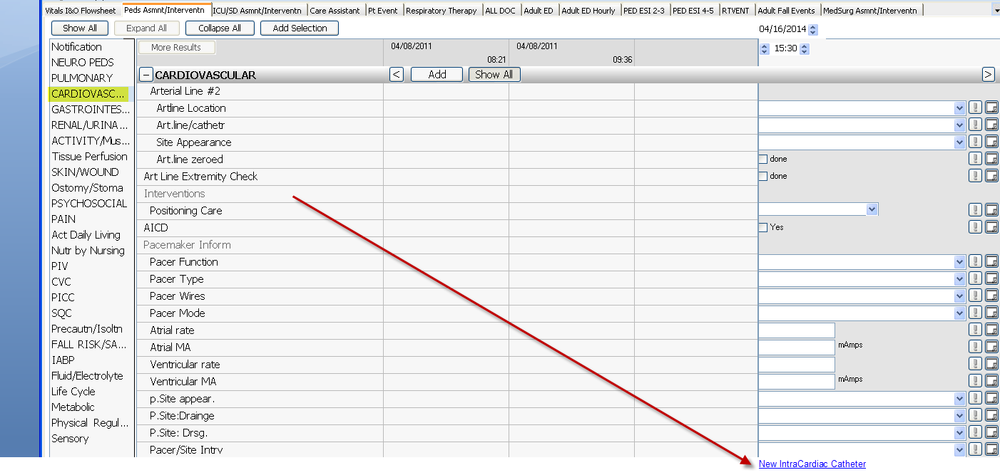 Vitals I&O Flowsheet Peds Asmnt/Interventn ICU/SD Asmnt/Interventn Care Assistant Pt Event Respiratory Therapy ALL DOC Adult ED Adult ED Hourly PED ESI 2-3 PED ESI 4-5 RTVENT Adult Fall Events MedSurg Asmnt/Interventn
Show All Expand All Collapse All Add Selection 04/16/2014
Notification More Results 04/08/2011 04/08/2011 15:30
08:21 09:36
NEURO PEDS
PULMONARY - CARDIOVASCULAR < Add Show All >
CARDIOVASC... Arterial Line #2
GASTROINTES... Artline Location
RENAL/URINA... Art.line/cathetr
ACTIVITY/Mus... Site Appearance
Tissue Perfusion Art.line zeroed done
SKIN/WOUND Art Line Extremity Check done
Ostomy/Stoma Interventions
PSYCHOSOCIAL Positioning Care
PAIN AICD Yes
Act Daily Living Pacemaker Inform
Nutr by Nursing Pacer Function
PIV
CVC Pacer Type
PICC Pacer Wires
SQC Pacer Mode
Precautn/Isoltn Atrial rate
FALL RISK/SA... Atrial MA mAmps
IABP Ventricular rate
Fluid/Electrolyte Ventricular MA mAmps
Life Cycle p.Site appear.
Metabolic P.Site:Drainge
Physical Regul... P.Site: Drsg.
Sensory Pacer/Site Intrv
New IntraCardiac Catheter